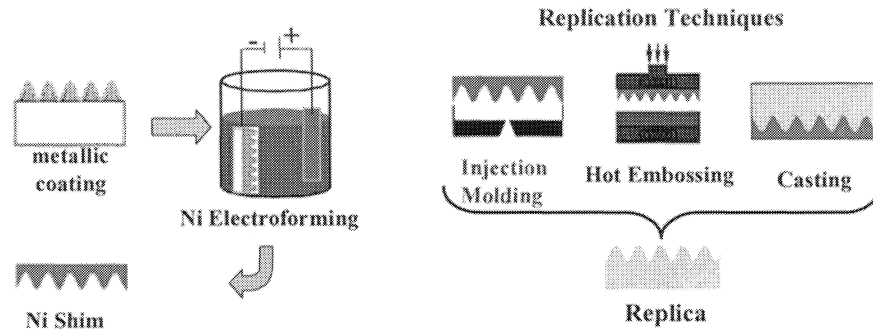 - +
metallic
coating
Ni Electroforming
Ni Shim
Replication Techniques
Injection
Molding
Hot Embossing
Casting
Replica